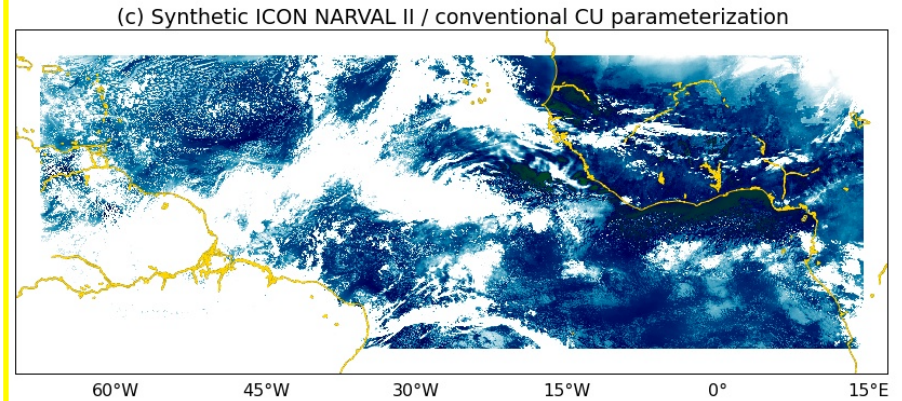 (c) Synthetic ICON NARVAL II / conventional CU parameterization
60°W 45°W 30°W 15°W 0° 15°E